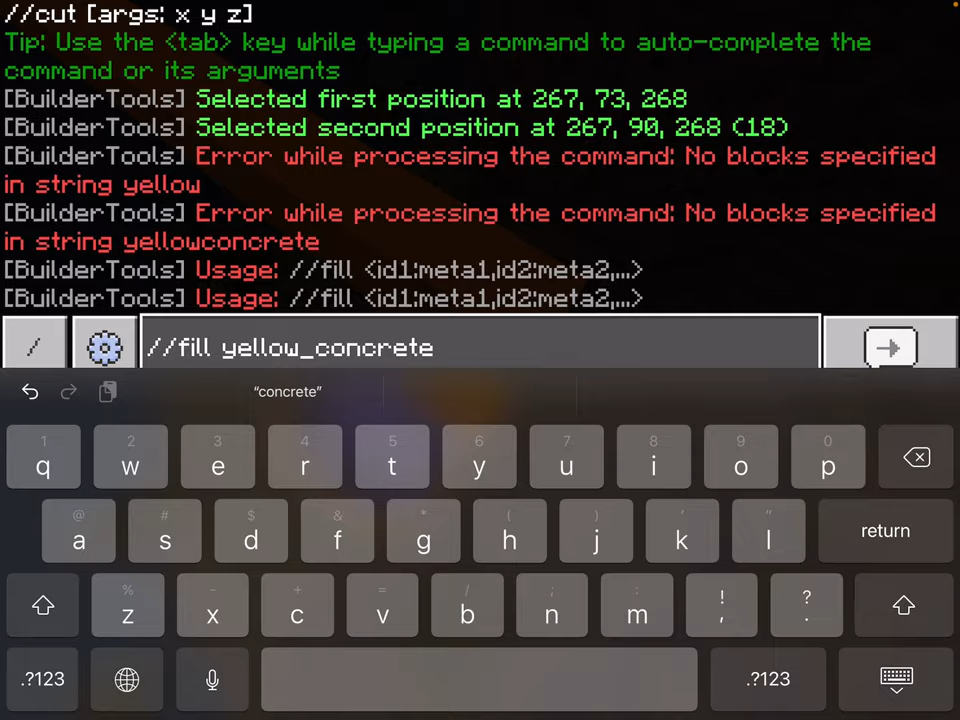 //cut [args: x y z]
Tip: Use the <tab> key while typing a command to auto-complete the
command or its arguments
[BuilderTools] Selected first position at 267, 73, 268
[BuilderTools] Selected second position at 267, 90, 268 (18)
[BuilderTools] Error while processing the command: No blocks specified
in string yellow
[BuilderTools] Error while processing the command: No blocks specified
in string yellowconcrete
[BuilderTools] Usage: //fill <id1:meta1,id2:meta2,...>
[BuilderTools] Usage: //fill <id1:meta1,id2:meta2,...>
/ //fill yellow_concrete
“concrete”
1 2 3 4 5 6 7 8 9 0
q w e r t y u i o p
@ # $ & * ( ) ' "
a s d f g h j k l return
% - + = / ; : ! ?
z x c v b n m , .
.?123 .?123